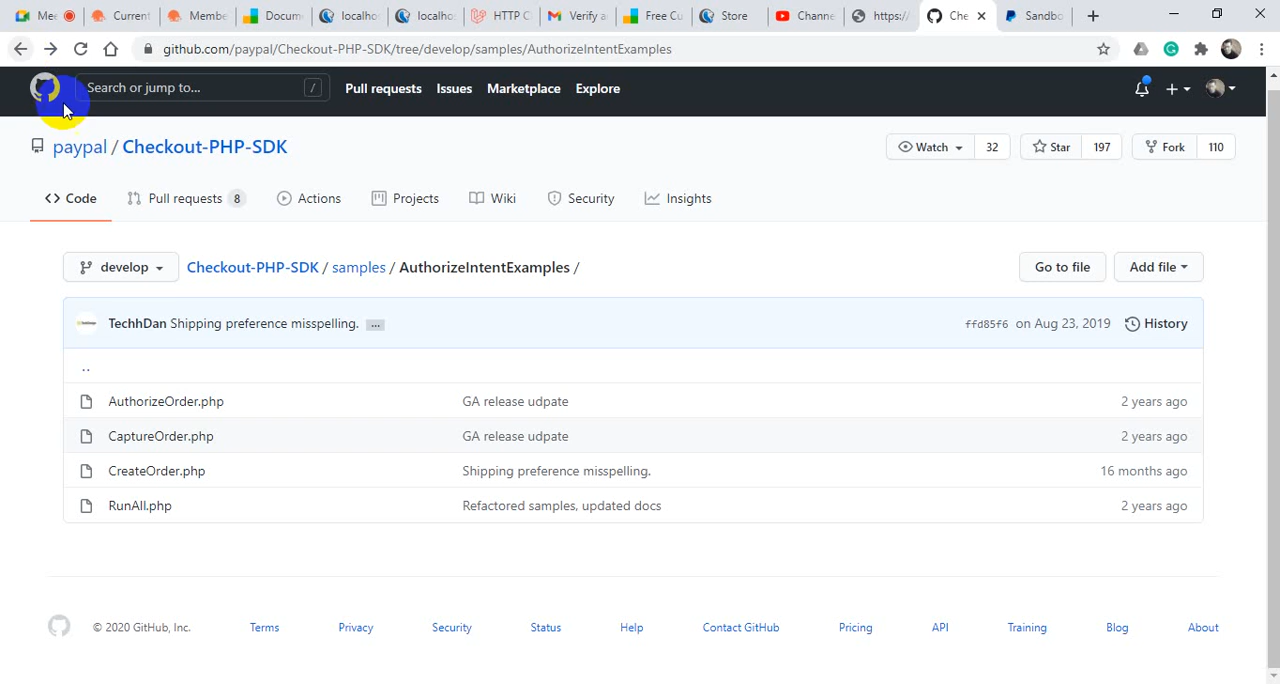 Mee Current Membe Docum localho localho HTTP C Verify a Free Cu Store Channe https:// Che Sandbo
github.com/paypal/Checkout-PHP-SDK/tree/develop/samples/AuthorizeIntentExamples
Search or jump to... / Pull requests Issues Marketplace Explore
paypal / Checkout-PHP-SDK Watch 32 Star 197 Fork 110
Code Pull requests 8 Actions Projects Wiki Security Insights
develop Checkout-PHP-SDK / samples / AuthorizeIntentExamples / Go to file Add file
TechhDan Shipping preference misspelling. ... ffd85f6 on Aug 23, 2019 History
..
AuthorizeOrder.php GA release udpate 2 years ago
CaptureOrder.php GA release udpate 2 years ago
CreateOrder.php Shipping preference misspelling. 16 months ago
RunAll.php Refactored samples, updated docs 2 years ago
© 2020 GitHub, Inc. Terms Privacy Security Status Help Contact GitHub Pricing API Training Blog About